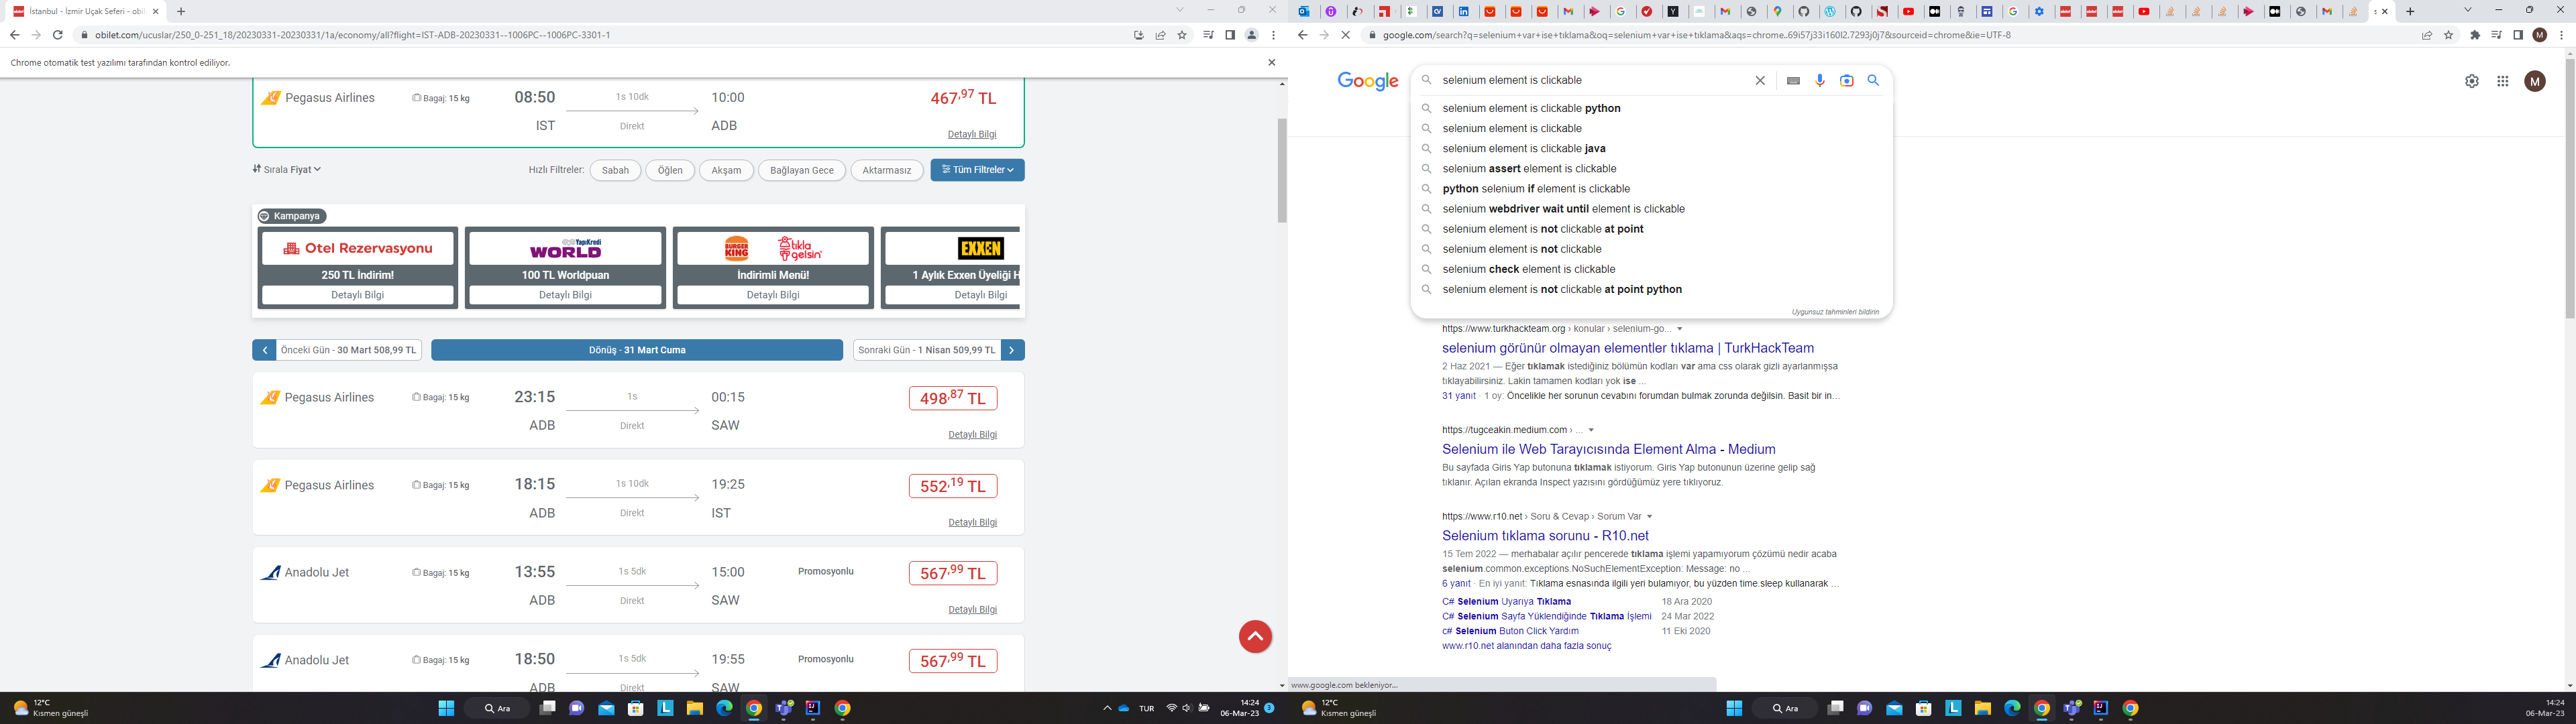 İstanbul - İzmir Uçak Seferi - obil
obilet.com/ucuslar/250_0-251_18/20230331-20230331/1a/economy/all?flight=IST-ADB-20230331--1006PC--1006PC-3301-1
Chrome otomatik test yazılımı tarafından kontrol ediliyor.
Pegasus Airlines
Bagaj: 15 kg
08:50
1s 10dk
10:00
467,97 TL
IST
Direkt
ADB
Detaylı Bilgi
Sırala Fiyat
Hızlı Filtreler:
Sabah
Öğlen
Akşam
Bağlayan Gece
Aktarmasız
Tüm Filtreler
Kampanya
Otel Rezervasyonu
YapıKredi
WORLD
BURGER KING
tıkla gelsin
EXXEN
250 TL İndirim!
100 TL Worldpuan
İndirimli Menü!
1 Aylık Exxen Üyeliği H
Detaylı Bilgi
Detaylı Bilgi
Detaylı Bilgi
Detaylı Bilgi
Önceki Gün - 30 Mart 508,99 TL
Dönüş - 31 Mart Cuma
Sonraki Gün - 1 Nisan 509,99 TL
Pegasus Airlines
Bagaj: 15 kg
23:15
1s
00:15
498,87 TL
ADB
Direkt
SAW
Detaylı Bilgi
Pegasus Airlines
Bagaj: 15 kg
18:15
1s 10dk
19:25
552,19 TL
ADB
Direkt
IST
Detaylı Bilgi
Anadolu Jet
Bagaj: 15 kg
13:55
1s 5dk
15:00
Promosyonlu
567,99 TL
ADB
Direkt
SAW
Detaylı Bilgi
Anadolu Jet
Bagaj: 15 kg
18:50
1s 5dk
19:55
Promosyonlu
567,99 TL
ADB
Direkt
SAW
12°C
Kısmen güneşli
Ara
TUR
14:24
06-Mar-23
3
google.com/search?q=selenium+var+ise+tıklama&oq=selenium+var+ise+tıklama&aqs=chrome..69i57j33i160l2.7293j0j7&sourceid=chrome&ie=UTF-8
Google
selenium element is clickable
M
selenium element is clickable python
selenium element is clickable
selenium element is clickable java
selenium assert element is clickable
python selenium if element is clickable
selenium webdriver wait until element is clickable
selenium element is not clickable at point
selenium element is not clickable
selenium check element is clickable
selenium element is not clickable at point python
Uygunsuz tahminleri bildirin
https://www.turkhackteam.org › konular › selenium-go...
selenium görünür olmayan elementler tıklama | TurkHackTeam
2 Haz 2021 — Eğer tıklamak istediğiniz bölümün kodları var ama css olarak gizli ayarlanmışsa
tıklayabilirsiniz. Lakin tamamen kodları yok ise ...
31 yanıt · 1 oy: Öncelikle her sorunun cevabını forumdan bulmak zorunda değilsin. Basit bir in...
https://tugceakin.medium.com › ...
Selenium ile Web Tarayıcısında Element Alma - Medium
Bu sayfada Giris Yap butonuna tıklamak istiyorum. Giris Yap butonunun üzerine gelip sağ
tıklanır. Açılan ekranda Inspect yazısını gördüğümüz yere tıklıyoruz.
https://www.r10.net › Soru & Cevap › Sorum Var
Selenium tıklama sorunu - R10.net
15 Tem 2022 — merhabalar açılır pencerede tıklama işlemi yapamıyorum çözümü nedir acaba
selenium.common.exceptions.NoSuchElementException: Message: no ...
6 yanıt · En iyi yanıt: Tıklama esnasında ilgili yeri bulamıyor, bu yüzden time.sleep kullanarak ...
C# Selenium Uyarıya Tıklama
18 Ara 2020
C# Selenium Sayfa Yüklendiğinde Tıklama İşlemi
24 Mar 2022
c# Selenium Buton Click Yardım
11 Eki 2020
www.r10.net alanından daha fazla sonuç
www.google.com bekleniyor...
12°C
Kısmen güneşli
Ara
14:24
06-Mar-23